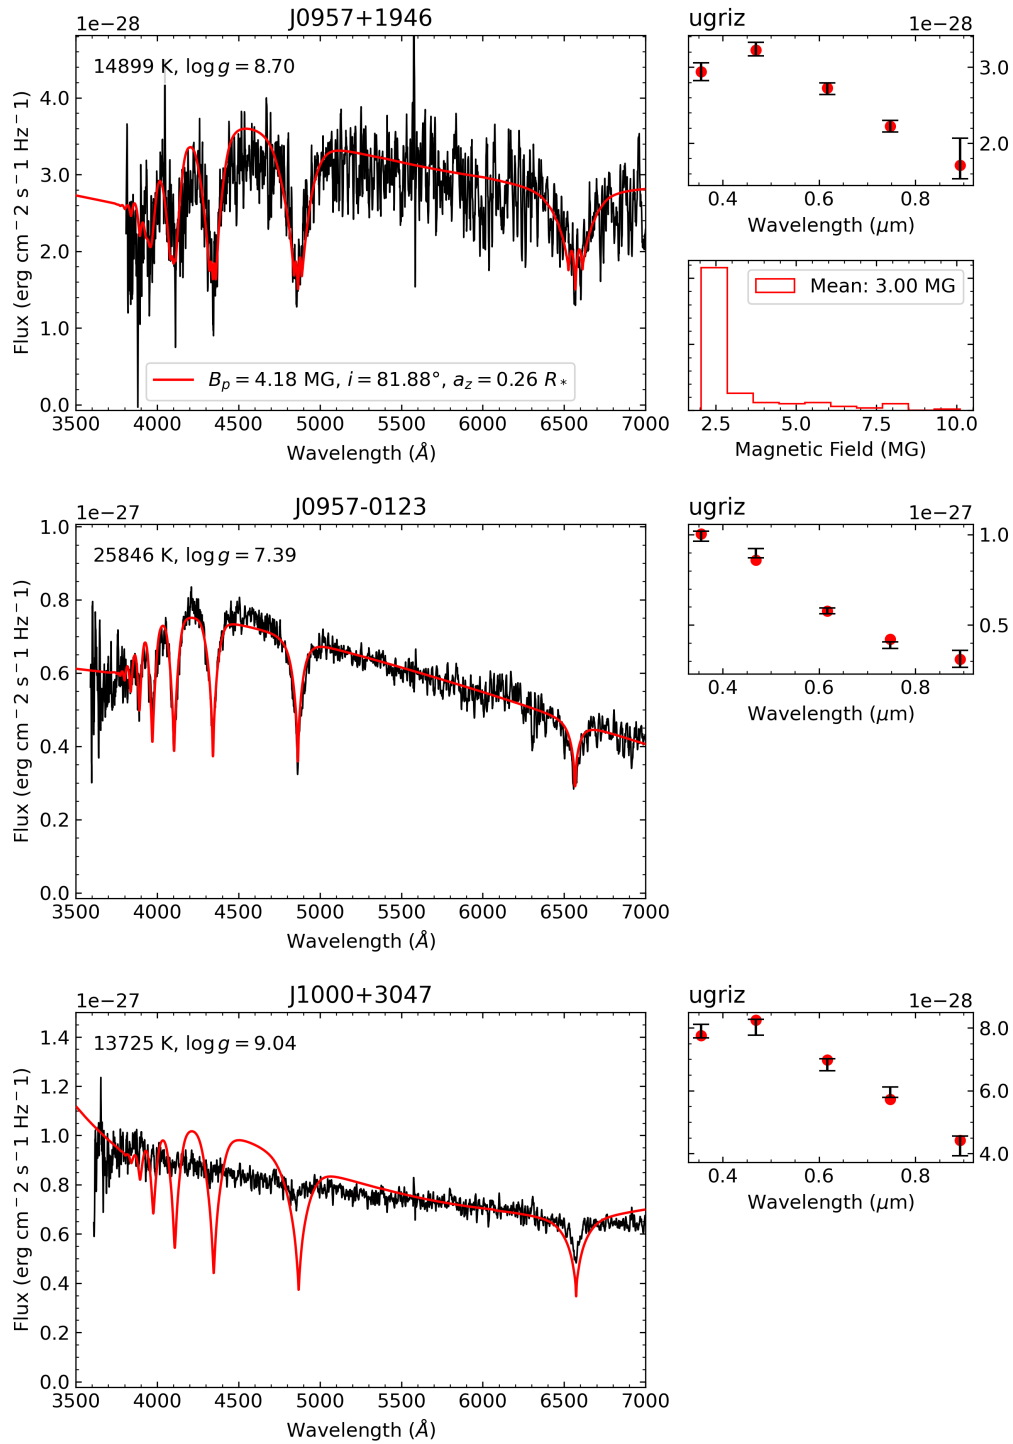 J0957+1946
1e−28
14899 K, log g = 8.70
Flux (erg cm−2 s−1 Hz−1)
4.0
3.0
2.0
1.0
0.0
B_p = 4.18 MG, i = 81.88°, a_z = 0.26 R_*
3500 4000 4500 5000 5500 6000 6500 7000
Wavelength (Å)
ugriz 1e−28
3.0
2.0
0.4 0.6 0.8
Wavelength (μm)
Mean: 3.00 MG
2.5 5.0 7.5 10.0
Magnetic Field (MG)
J0957-0123
1e−27
25846 K, log g = 7.39
Flux (erg cm−2 s−1 Hz−1)
1.0
0.8
0.6
0.4
0.2
0.0
3500 4000 4500 5000 5500 6000 6500 7000
Wavelength (Å)
ugriz 1e−27
1.0
0.5
0.4 0.6 0.8
Wavelength (μm)
J1000+3047
1e−27
13725 K, log g = 9.04
Flux (erg cm−2 s−1 Hz−1)
1.4
1.2
1.0
0.8
0.6
0.4
0.2
0.0
3500 4000 4500 5000 5500 6000 6500 7000
Wavelength (Å)
ugriz 1e−28
8.0
6.0
4.0
0.4 0.6 0.8
Wavelength (μm)